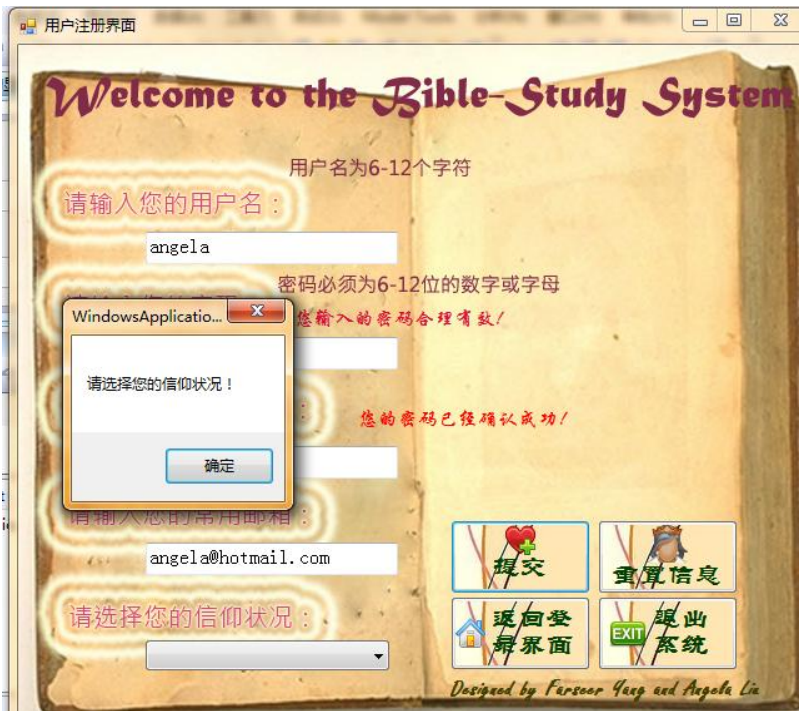 用户注册界面
Welcome to the Bible-Study System
用户名为6-12个字符
请输入您的用户名：
angela
密码必须为6-12位的数字或字母
您输入的密码合理有效!
WindowsApplicatio...
请选择您的信仰状况！
确定
您的密码已经确认成功!
请输入您的常用邮箱：
angela@hotmail.com
请选择您的信仰状况：
提交
重置信息
返回登
录界面
EXIT
退出
系统
Designed by Farseer Yang and Angela Lin